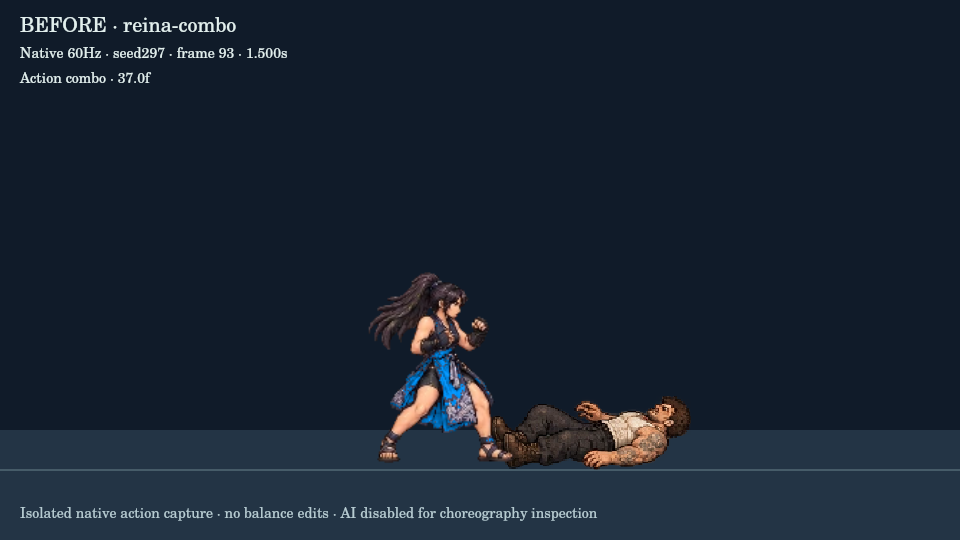 BEFORE · reina-combo
Native 60Hz · seed297 · frame 93 · 1.500s
Action combo · 37.0f
Isolated native action capture · no balance edits · AI disabled for choreography inspection